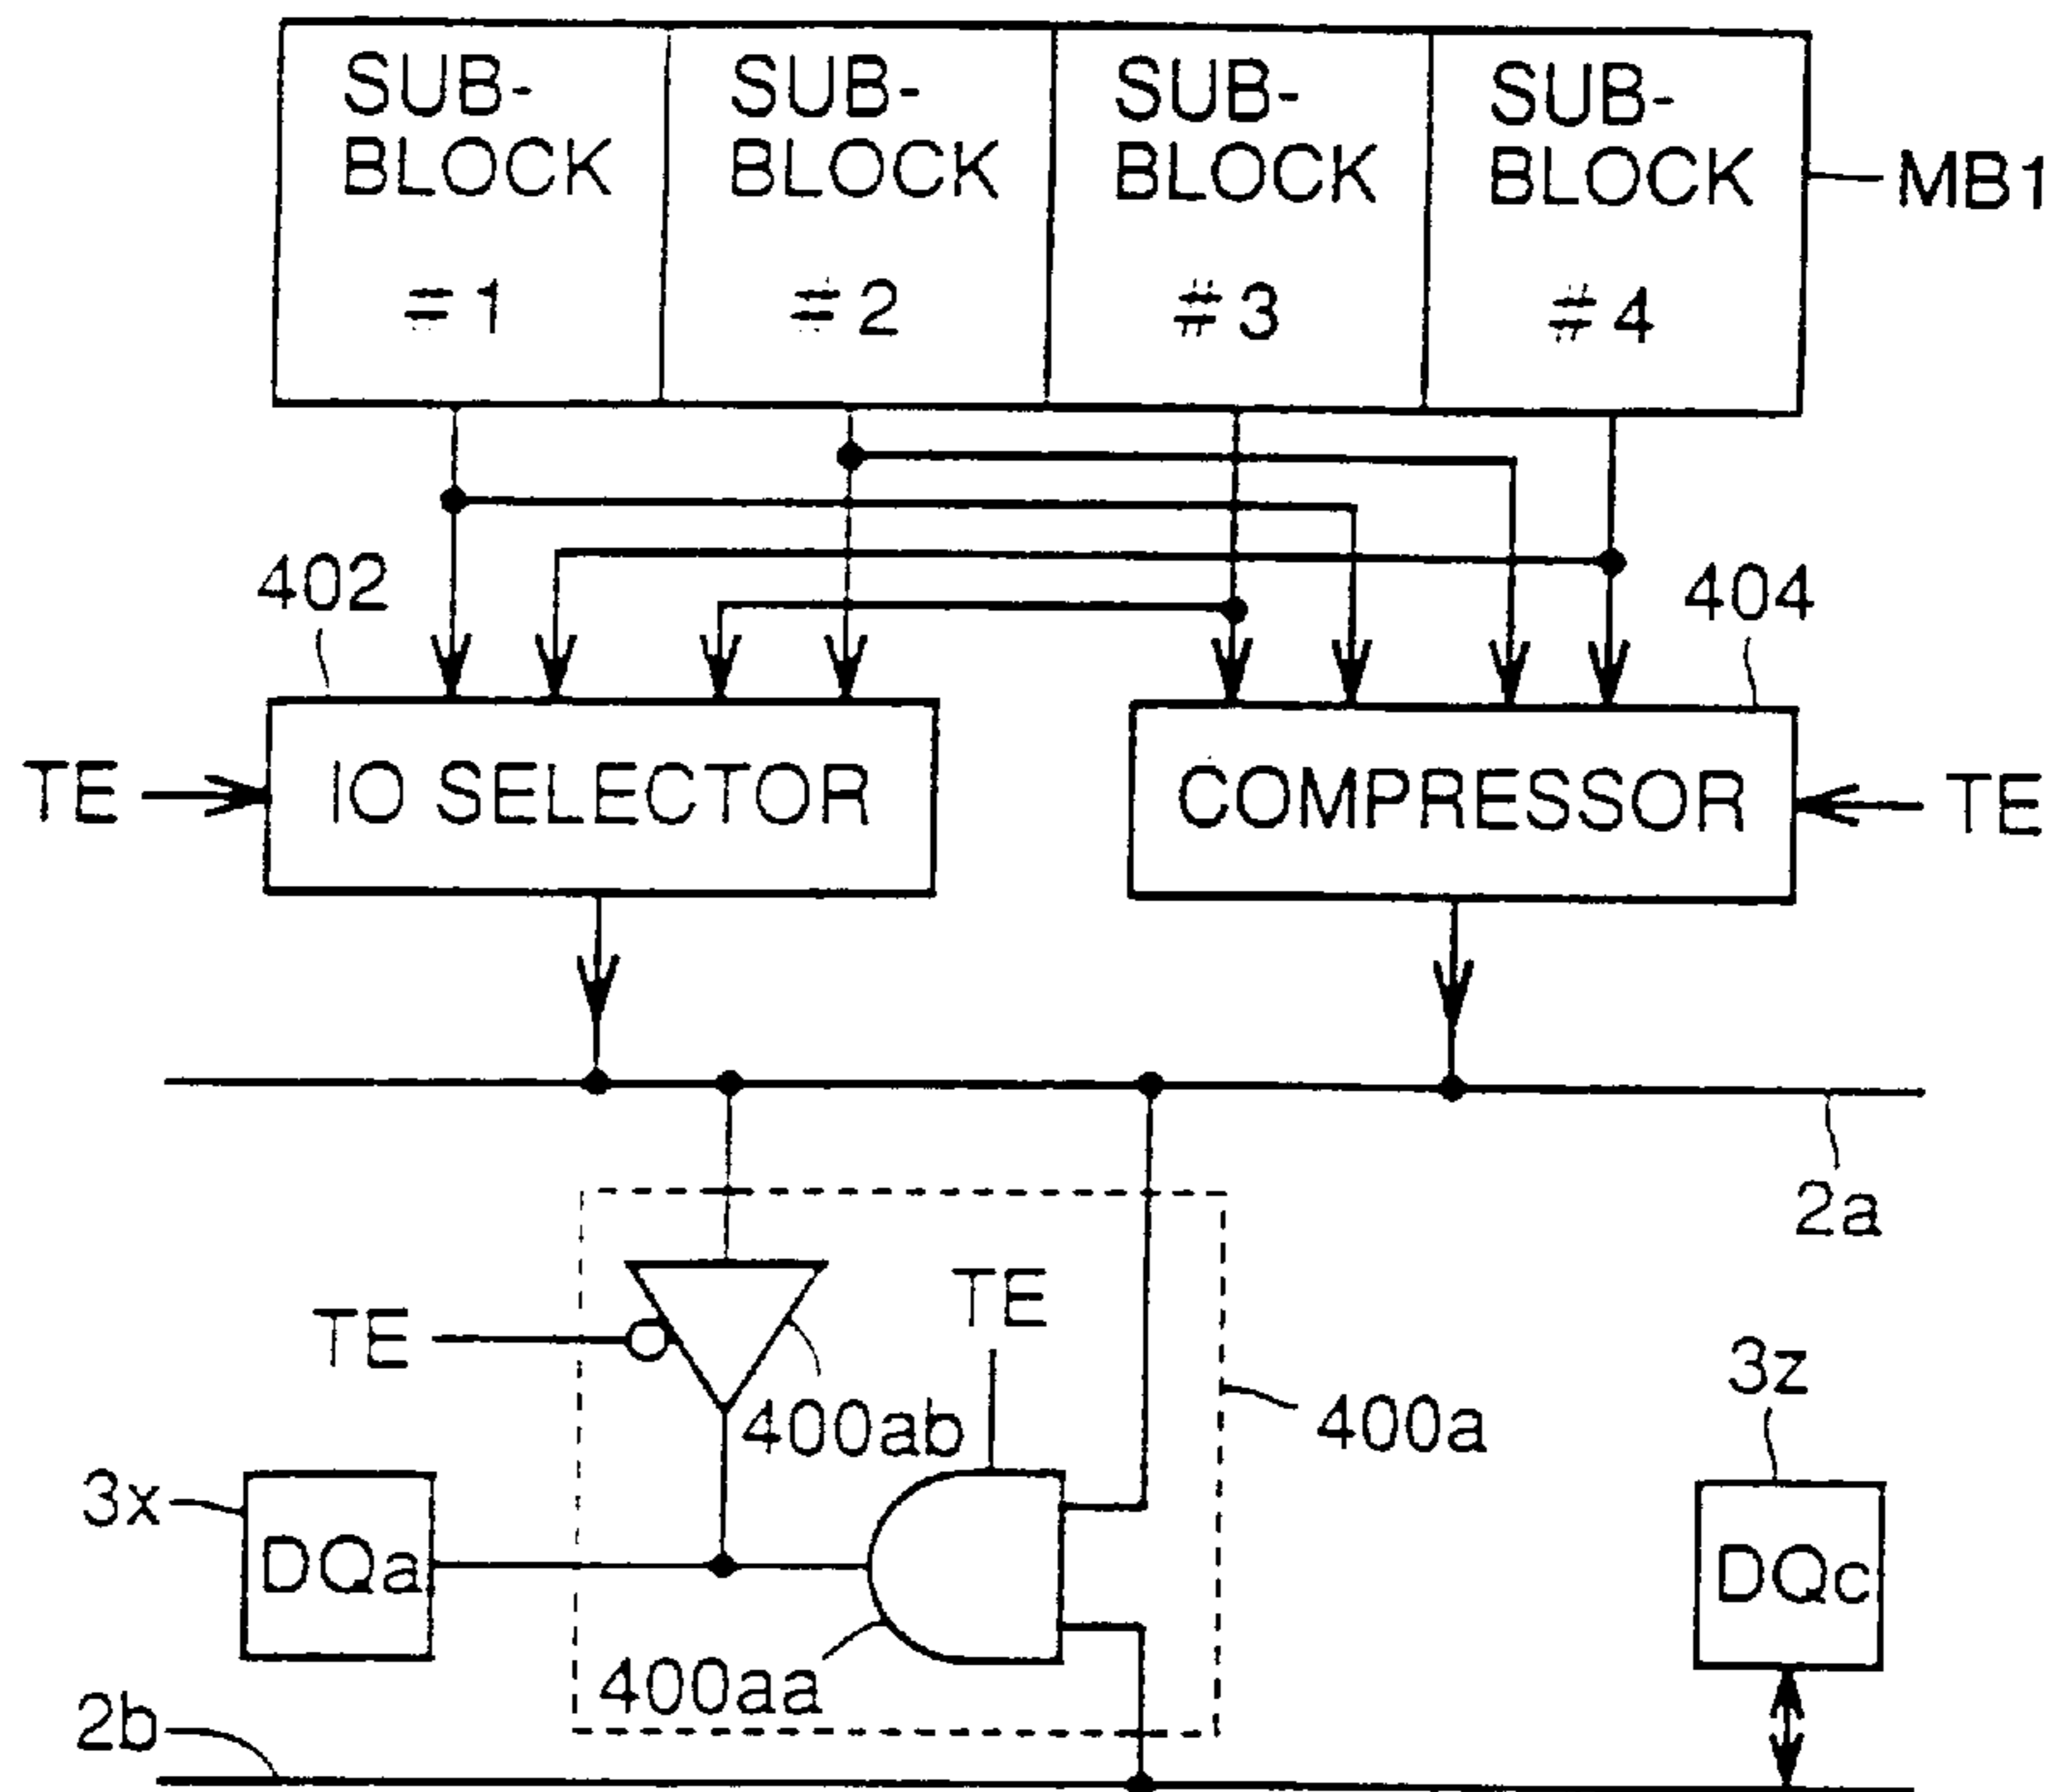 SUB-
BLOCK
#1
SUB-
BLOCK
#2
SUB-
BLOCK
#3
SUB-
BLOCK
#4
MB1
402
404
TE
IO SELECTOR
COMPRESSOR
TE
2a
TE
TE
400ab
400a
3z
3x
DQa
DQc
400aa
2b